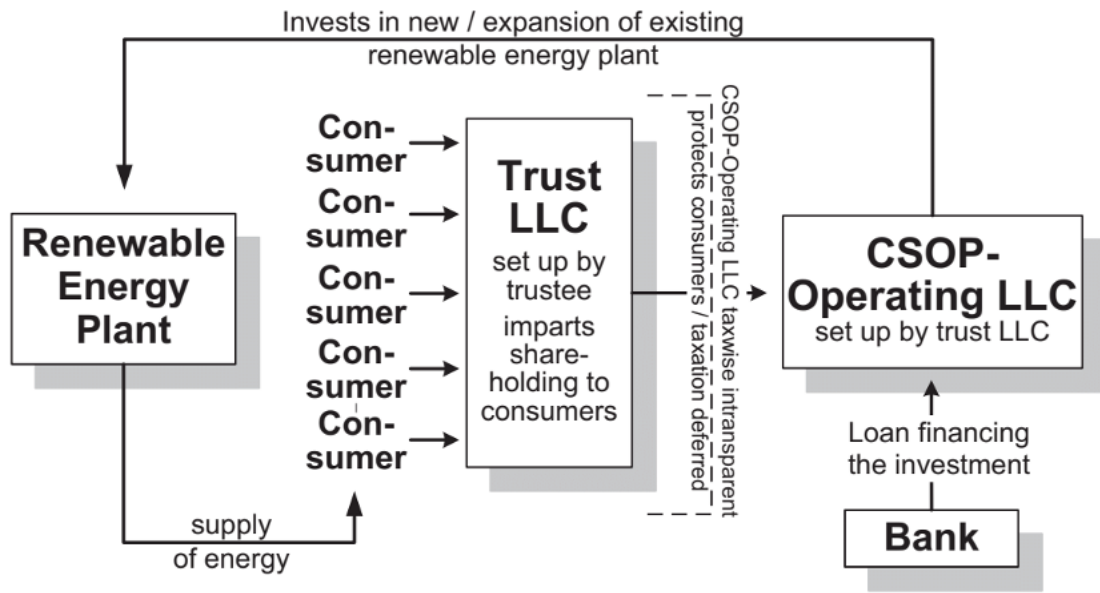 Invests in new / expansion of existing
renewable energy plant
Renewable
Energy
Plant
supply
of energy
Con-
sumer
Con-
sumer
Con-
sumer
Con-
sumer
Con-
sumer
Trust
LLC
set up by
trustee
imparts
share-
holding to
consumers
CSOP-Operating LLC taxwise intransparent
protects consumers / taxation deferred
CSOP-
Operating LLC
set up by trust LLC
Loan financing
the investment
Bank